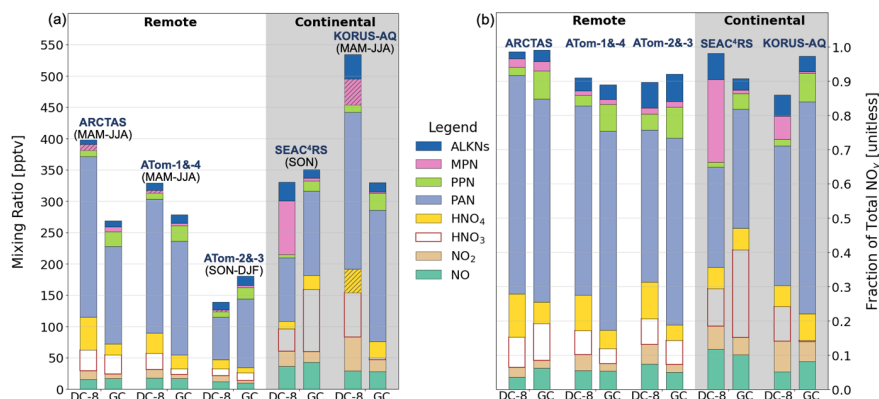 (a)
Remote
Continental
550
500
450
400
350
300
250
200
150
100
50
0
Mixing Ratio [pptv]
ARCTAS
(MAM-JJA)
ATom-1&-4
(MAM-JJA)
ATom-2&-3
(SON-DJF)
SEAC⁴RS
(SON)
KORUS-AQ
(MAM-JJA)
DC-8 GC DC-8 GC DC-8 GC DC-8 GC DC-8 GC
Legend
ALKNs
MPN
PPN
PAN
HNO₄
HNO₃
NO₂
NO
(b)
Remote
Continental
ARCTAS
ATom-1&-4
ATom-2&-3
SEAC⁴RS
KORUS-AQ
1.0
0.9
0.8
0.7
0.6
0.5
0.4
0.3
0.2
0.1
0.0
Fraction of Total NOᵧ [unitless]
DC-8 GC DC-8 GC DC-8 GC DC-8 GC DC-8 GC